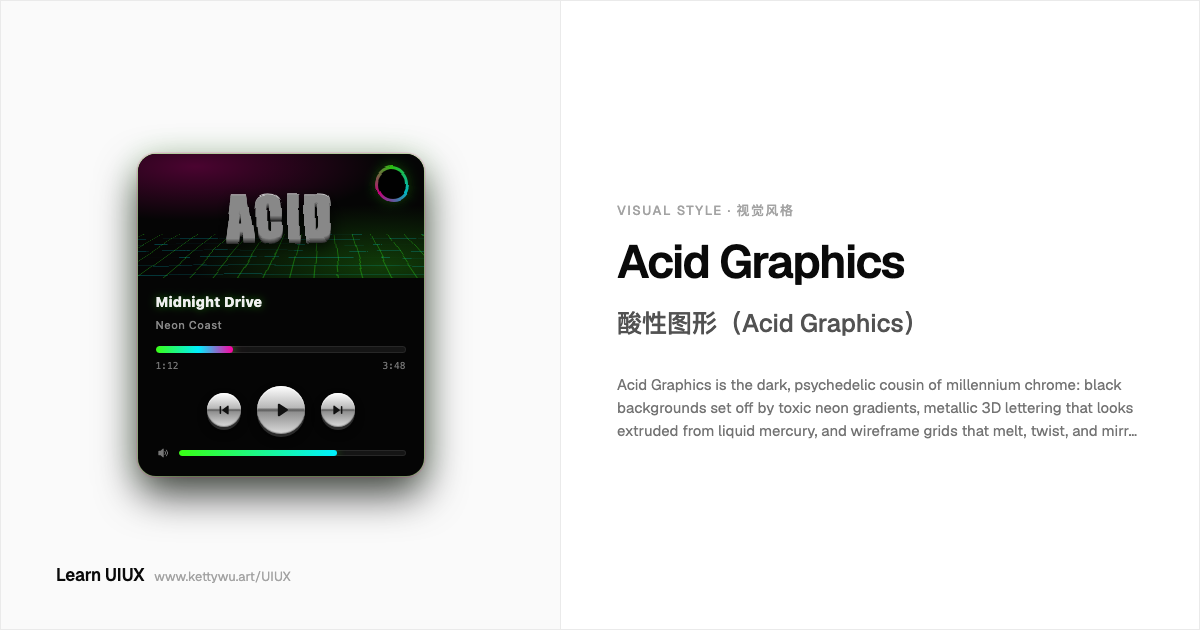 ACID
Midnight Drive
Neon Coast
1:12 3:48
Learn UIUX www.kettywu.art/UIUX
VISUAL STYLE · 视觉风格
Acid Graphics
酸性图形（Acid Graphics）
Acid Graphics is the dark, psychedelic cousin of millennium chrome: black
backgrounds set off by toxic neon gradients, metallic 3D lettering that looks
extruded from liquid mercury, and wireframe grids that melt, twist, and mirr...